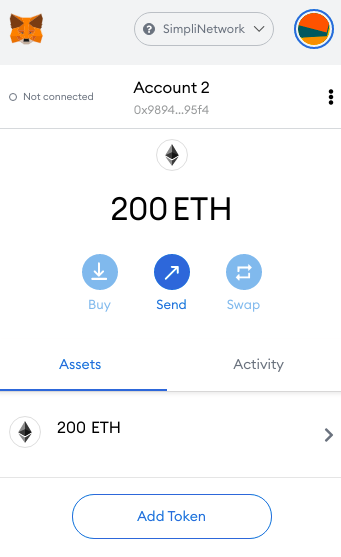 SimpliNetwork
Not connected
Account 2
0x9894...95f4
200 ETH
Buy
Send
Swap
Assets
Activity
200 ETH
Add Token